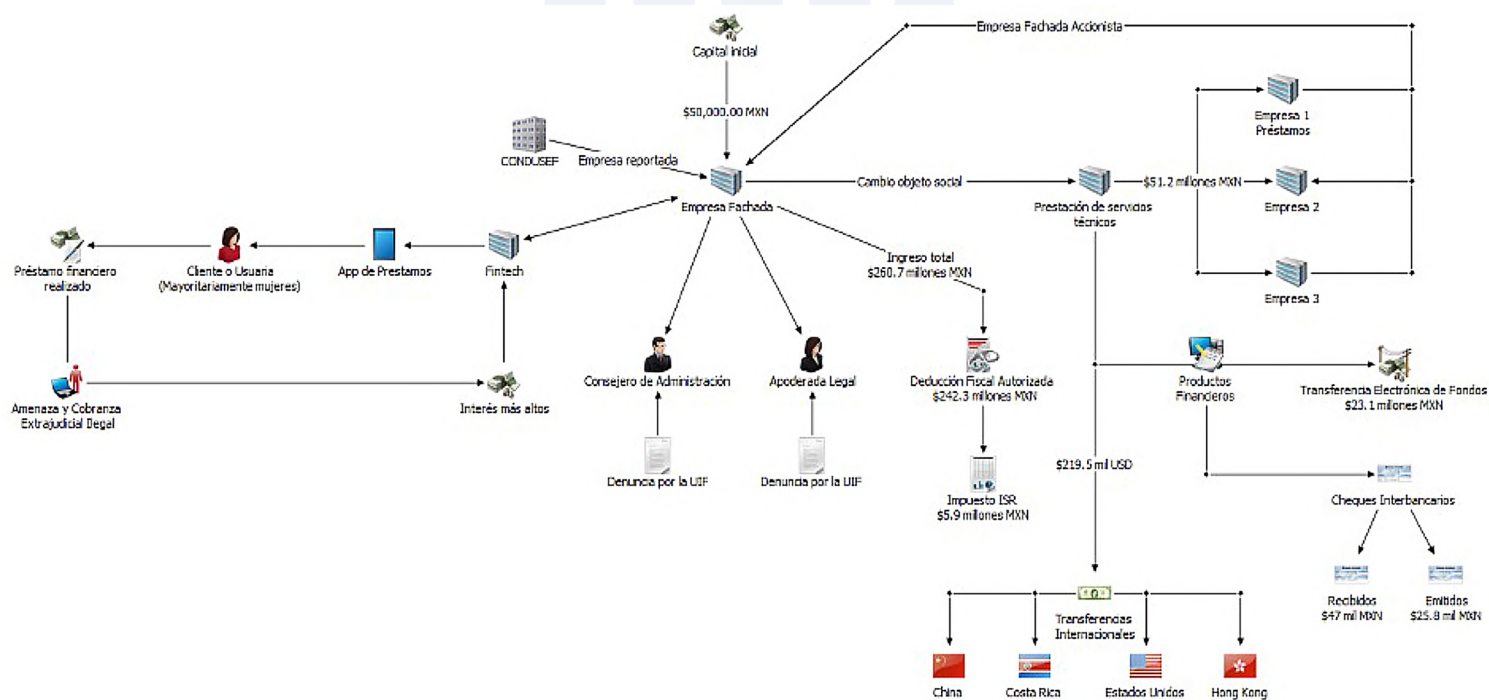 Empresa Fachada Accionista
Capital inicial
$50,000.00 MXN
Empresa 1
Préstamos
CONDUSEF
Empresa reportada
Empresa Fachada
Cambio objeto social
Prestación de servicios
técnicos
$51.2 millones MXN
Empresa 2
Préstamo financiero
realizado
Cliente o Usuaria
(Mayoritariamente mujeres)
App de Prestamos
Fintech
Ingreso total
$260.7 millones MXN
Empresa 3
Amenaza y Cobranza
Extrajudicial Ilegal
Interés más altos
Consejero de Administración
Apoderada Legal
Deducción Fiscal Autorizada
$242.3 millones MXN
Productos
Financieros
Transferencia Electrónica de Fondos
$23.1 millones MXN
Denuncia por la UIF
Denuncia por la UIF
$219.5 mil USD
Impuesto ISR
$5.9 millones MXN
Cheques Interbancarios
Recibidos
$47 mil MXN
Emitidos
$25.8 mil MXN
Transferencias
Internacionales
China
Costa Rica
Estados Unidos
Hong Kong